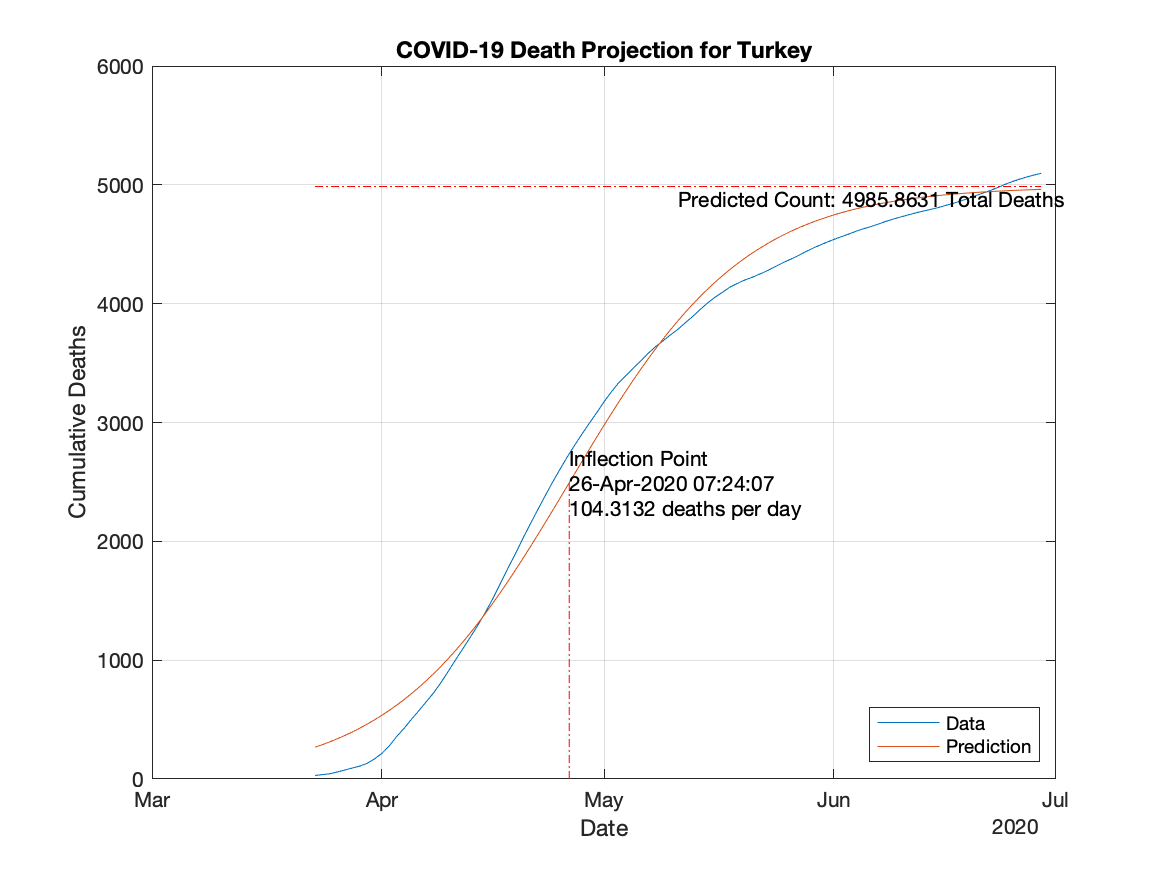 COVID-19 Death Projection for Turkey
6000
5000
4000
3000
2000
1000
0
Cumulative Deaths
Predicted Count: 4985.8631 Total Deaths
Inflection Point
26-Apr-2020 07:24:07
104.3132 deaths per day
Data
Prediction
Mar Apr May Jun Jul
Date
2020